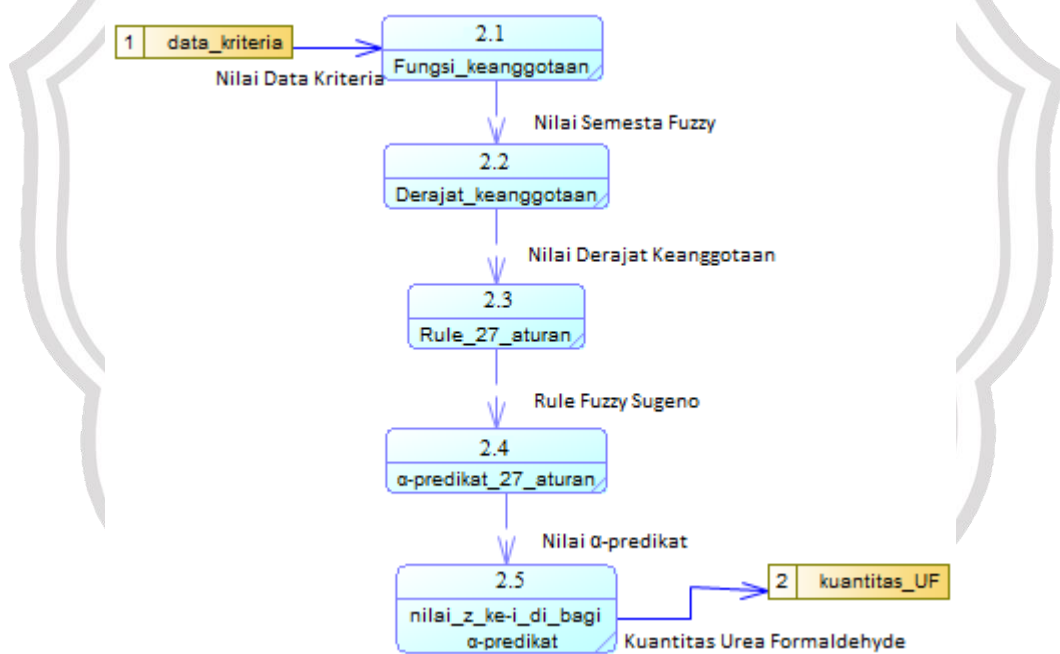 2.1
1 data_kriteria
Fungsi_keanggotaan
Nilai Data Kriteria
Nilai Semesta Fuzzy
2.2
Derajat_keanggotaan
Nilai Derajat Keanggotaan
2.3
Rule_27_aturan
Rule Fuzzy Sugeno
2.4
α-predikat_27_aturan
Nilai α-predikat
2.5
2 kuantitas_UF
nilai_z_ke-i_di_bagi
α-predikat
Kuantitas Urea Formaldehyde